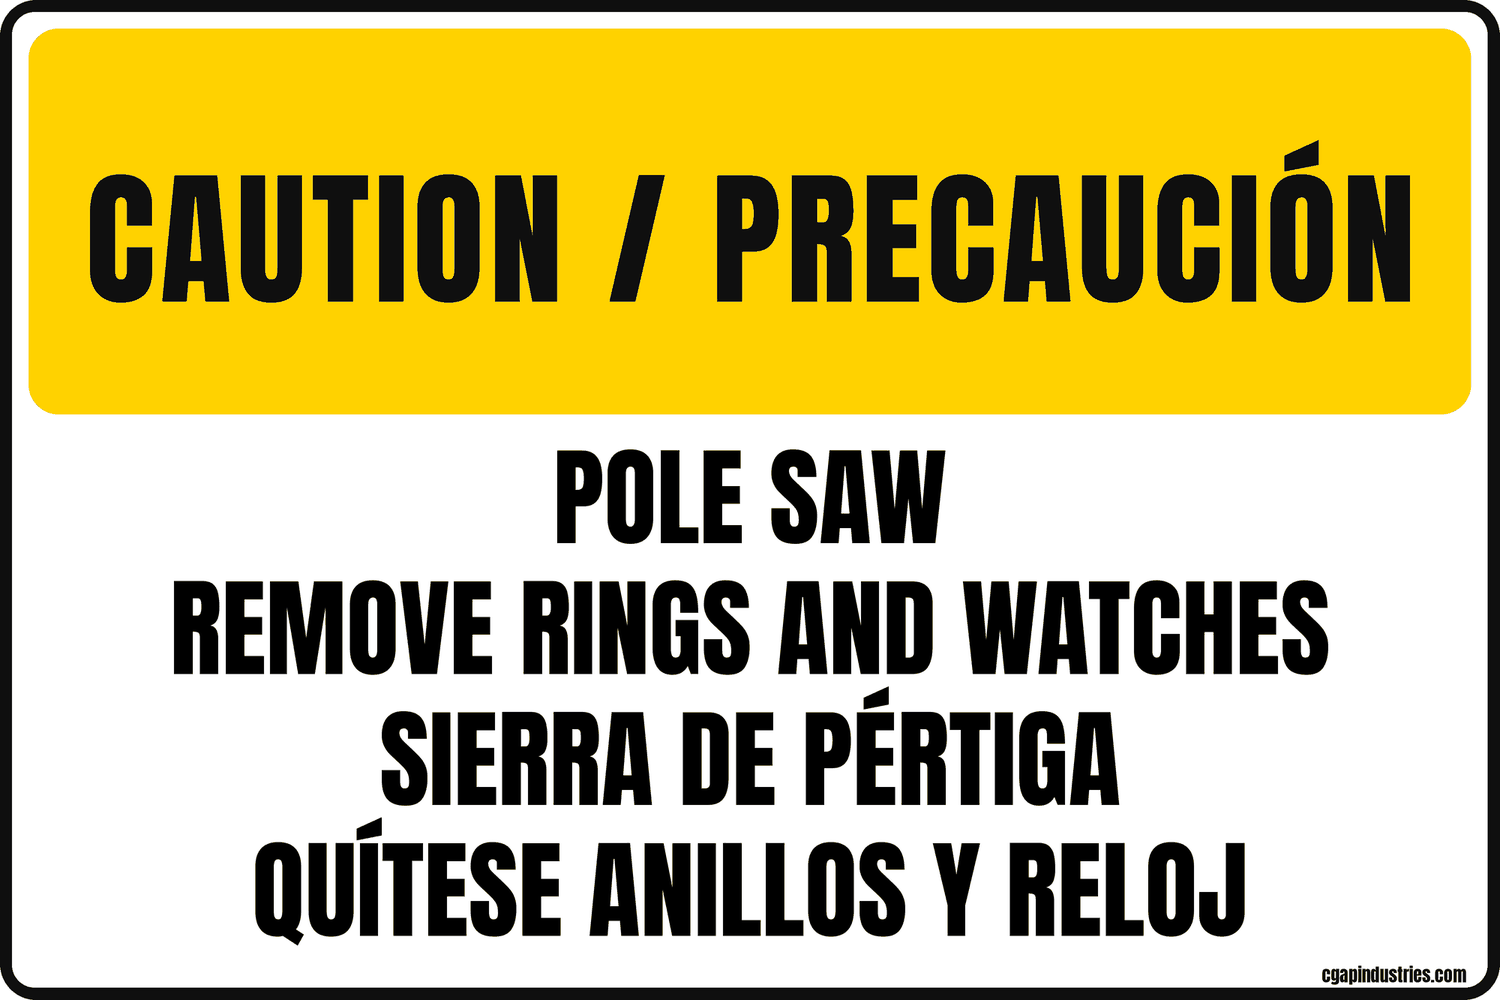 CAUTION / PRECAUCIÓN
POLE SAW
REMOVE RINGS AND WATCHES
SIERRA DE PÉRTIGA
QUÍTESE ANILLOS Y RELOJ
cgapindustries.com